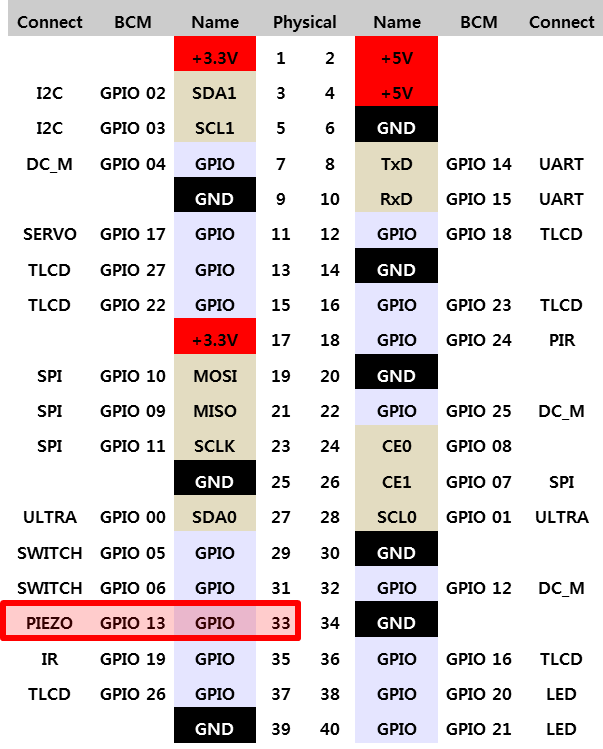 Connect BCM Name Physical Name BCM Connect
+3.3V 1 2 +5V
I2C GPIO 02 SDA1 3 4 +5V
I2C GPIO 03 SCL1 5 6 GND
DC_M GPIO 04 GPIO 7 8 TxD GPIO 14 UART
GND 9 10 RxD GPIO 15 UART
SERVO GPIO 17 GPIO 11 12 GPIO GPIO 18 TLCD
TLCD GPIO 27 GPIO 13 14 GND
TLCD GPIO 22 GPIO 15 16 GPIO GPIO 23 TLCD
+3.3V 17 18 GPIO GPIO 24 PIR
SPI GPIO 10 MOSI 19 20 GND
SPI GPIO 09 MISO 21 22 GPIO GPIO 25 DC_M
SPI GPIO 11 SCLK 23 24 CE0 GPIO 08
GND 25 26 CE1 GPIO 07 SPI
ULTRA GPIO 00 SDA0 27 28 SCL0 GPIO 01 ULTRA
SWITCH GPIO 05 GPIO 29 30 GND
SWITCH GPIO 06 GPIO 31 32 GPIO GPIO 12 DC_M
PIEZO GPIO 13 GPIO 33 34 GND
IR GPIO 19 GPIO 35 36 GPIO GPIO 16 TLCD
TLCD GPIO 26 GPIO 37 38 GPIO GPIO 20 LED
GND 39 40 GPIO GPIO 21 LED